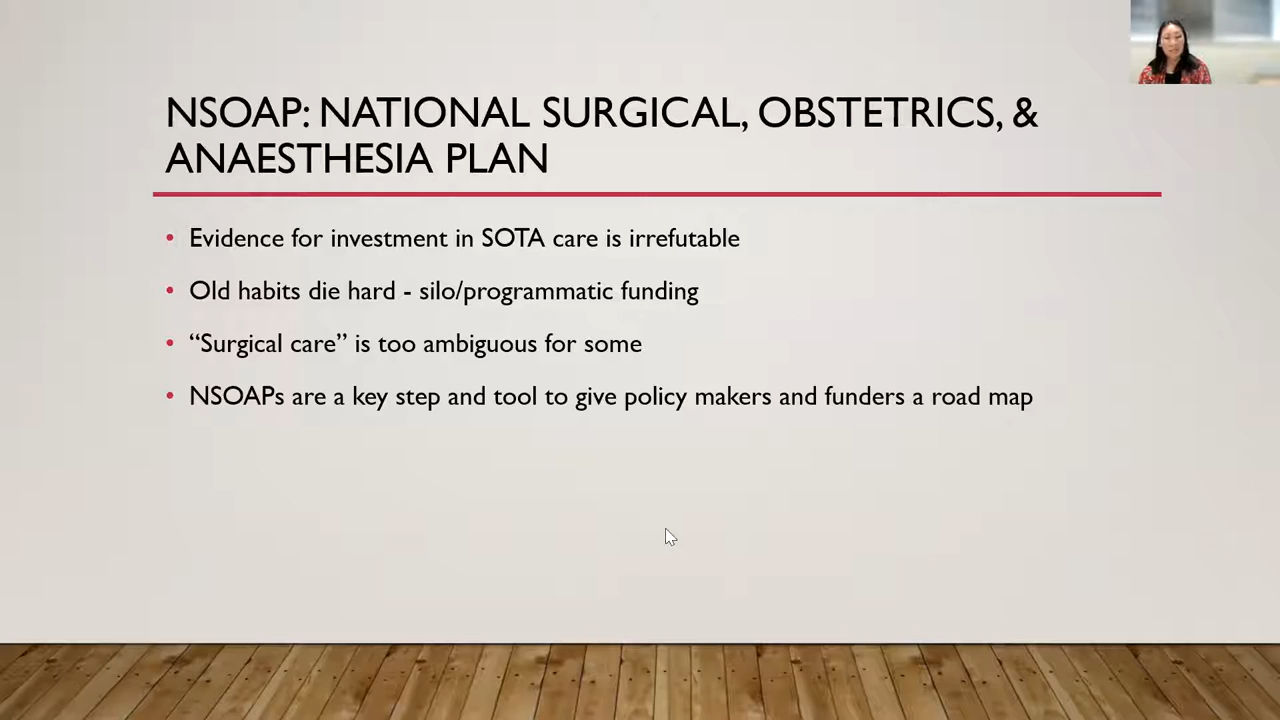 NSOAP: NATIONAL SURGICAL, OBSTETRICS, &
ANAESTHESIA PLAN
• Evidence for investment in SOTA care is irrefutable
• Old habits die hard - silo/programmatic funding
• “Surgical care” is too ambiguous for some
• NSOAPs are a key step and tool to give policy makers and funders a road map